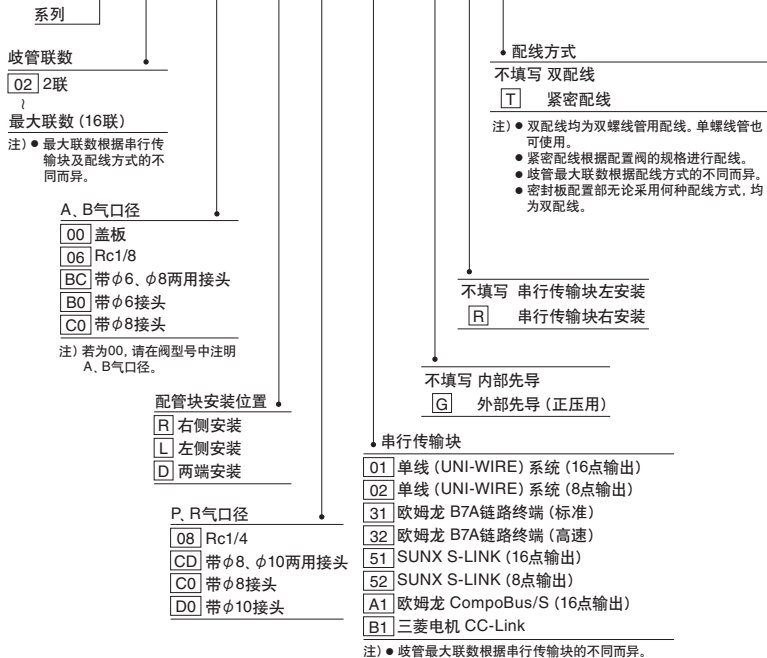 系列
歧管联数
02 2联
~
最大联数 (16联)
注) ● 最大联数根据串行传
输块及配线方式的不
同而异。
A、B气口径
00 盖板
06 Rc1/8
BC 带φ6、φ8两用接头
B0 带φ6接头
C0 带φ8接头
注) 若为00, 请在阀型号中注明
A、B气口径。
配管块安装位置
R 右侧安装
L 左侧安装
D 两端安装
P、R气口径
08 Rc1/4
CD 带φ8、φ10两用接头
C0 带φ8接头
D0 带φ10接头
串行传输块
01 单线 (UNI-WIRE) 系统 (16点输出)
02 单线 (UNI-WIRE) 系统 (8点输出)
31 欧姆龙 B7A链路终端 (标准)
32 欧姆龙 B7A链路终端 (高速)
51 SUNX S-LINK (16点输出)
52 SUNX S-LINK (8点输出)
A1 欧姆龙 CompoBus/S (16点输出)
B1 三菱电机 CC-Link
注) ● 歧管最大联数根据串行传输块的不同而异。
不填写 内部先导
G 外部先导 (正压用)
不填写 串行传输块左安装
R 串行传输块右安装
配线方式
不填写 双配线
T 紧密配线
注) ● 双配线均为双螺线管用配线。单螺线管也
可使用。
● 紧密配线根据配置阀的规格进行配线。
● 歧管最大联数根据配线方式的不同而异。
● 密封板配置部无论采用何种配线方式, 均
为双配线。